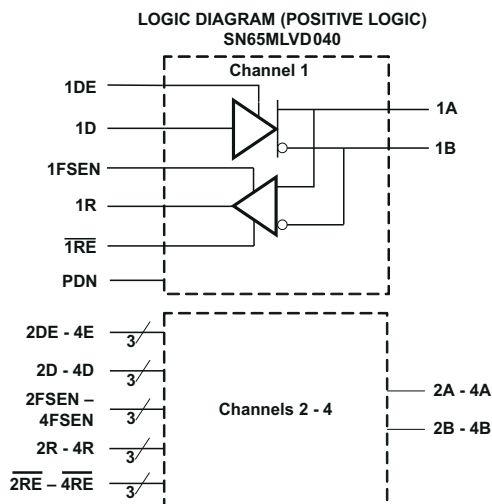 LOGIC DIAGRAM (POSITIVE LOGIC)
SN65MLVD040
Channel 1
1DE
1D
1FSEN
1R
1RE
PDN
1A
1B
2DE - 4E
3
2D - 4D
3
2FSEN –
4FSEN
3
2R - 4R
3
2RE – 4RE
3
Channels 2 - 4
2A - 4A
2B - 4B